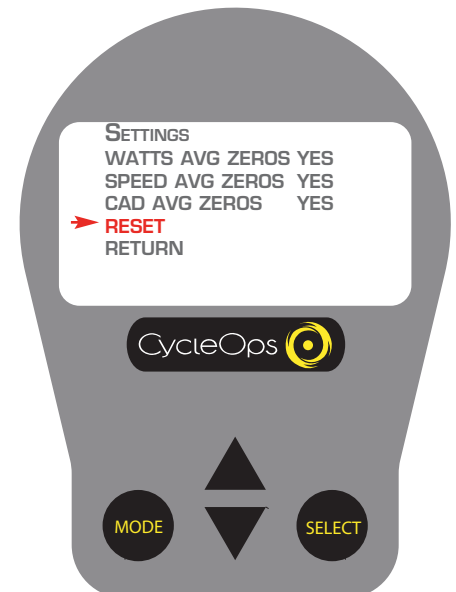 SETTINGS
WATTS AVG ZEROS YES
SPEED AVG ZEROS YES
CAD AVG ZEROS YES
RESET
RETURN
CycleOps
MODE
SELECT